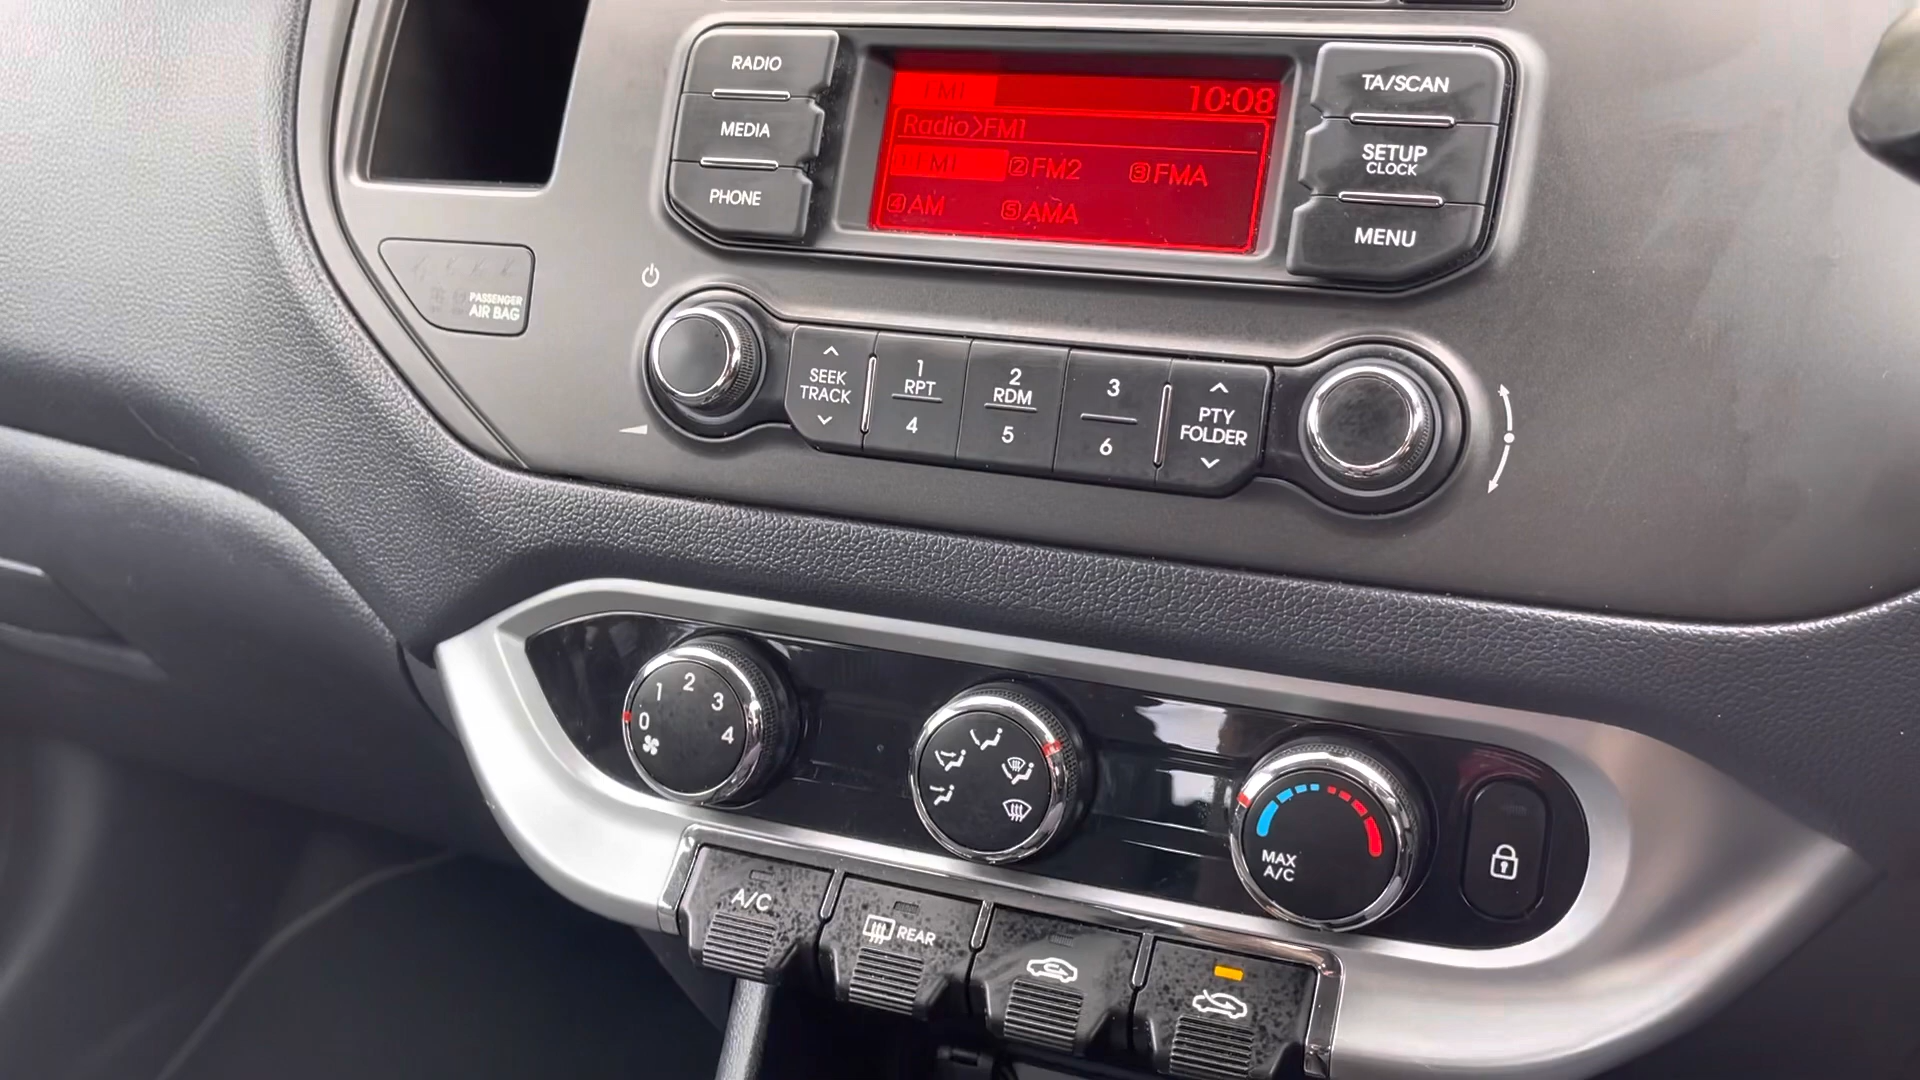 RADIO
MEDIA
PHONE
FM1
10:08
Radio>FM1
1 FM1
2 FM2
3 FMA
4 AM
5 AMA
TA/SCAN
SETUP
CLOCK
MENU
PASSENGER
AIR BAG
SEEK
TRACK
1
RPT
4
2
RDM
5
3
6
PTY
FOLDER
0 1 2 3 4
MAX
A/C
A/C
REAR